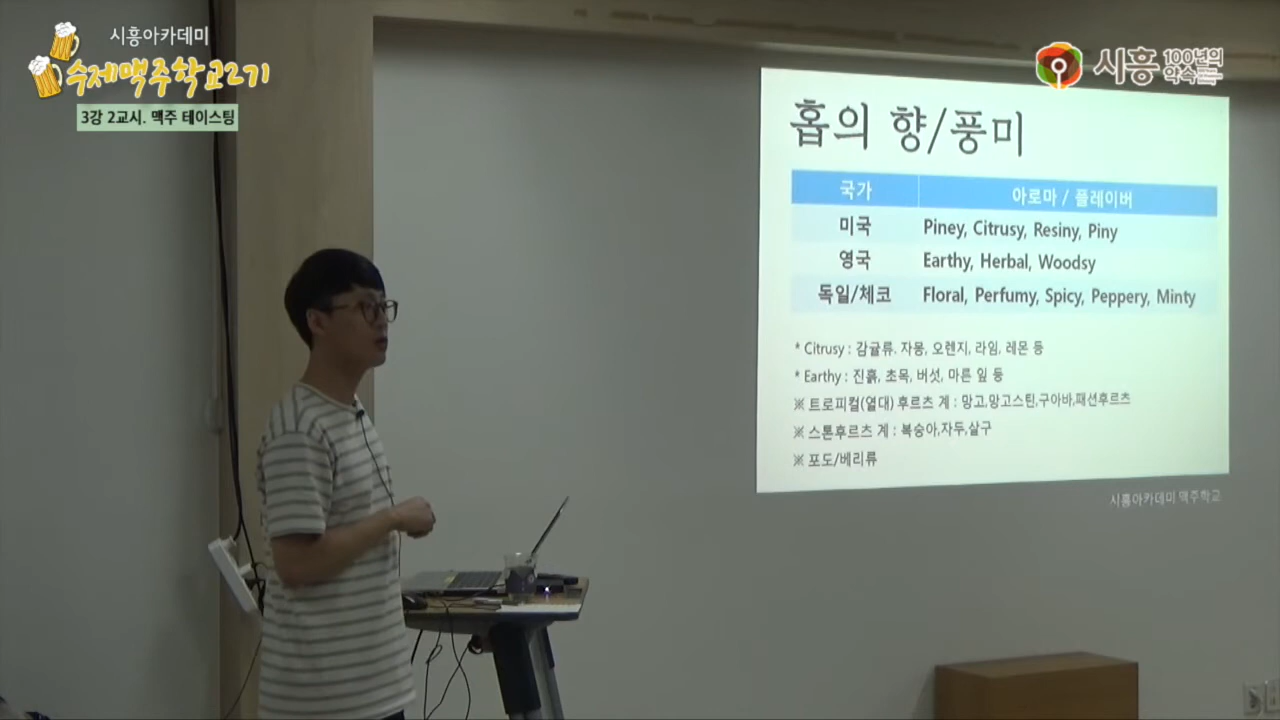 시흥아카데미
수제맥주학교2기
3강 2교시. 맥주 테이스팅
시흥 100년의
약속
홉의 향/풍미
국가 아로마 / 플레이버
미국 Piney, Citrusy, Resiny, Piny
영국 Earthy, Herbal, Woodsy
독일/체코 Floral, Perfumy, Spicy, Peppery, Minty
* Citrusy : 감귤류. 자몽, 오렌지, 라임, 레몬 등
* Earthy : 진흙, 초목, 버섯, 마른 잎 등
※ 트로피컬(열대) 후르츠 계 : 망고,망고스틴,구아바,패션후르츠
※ 스톤후르츠 계 : 복숭아,자두,살구
※ 포도/베리류
시흥아카데미 맥주학교